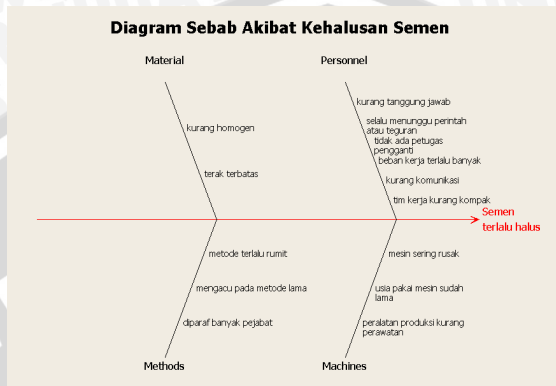 Diagram Sebab Akibat Kehalusan Semen
Material
Personnel
kurang homogen
terak terbatas
kurang tanggung jawab
selalu menunggu perintah
atau teguran
tidak ada petugas
pengganti
beban kerja terlalu banyak
kurang komunikasi
tim kerja kurang kompak
Semen
terlalu halus
metode terlalu rumit
mengacu pada metode lama
diparaf banyak pejabat
mesin sering rusak
usia pakai mesin sudah
lama
peralatan produksi kurang
perawatan
Methods
Machines